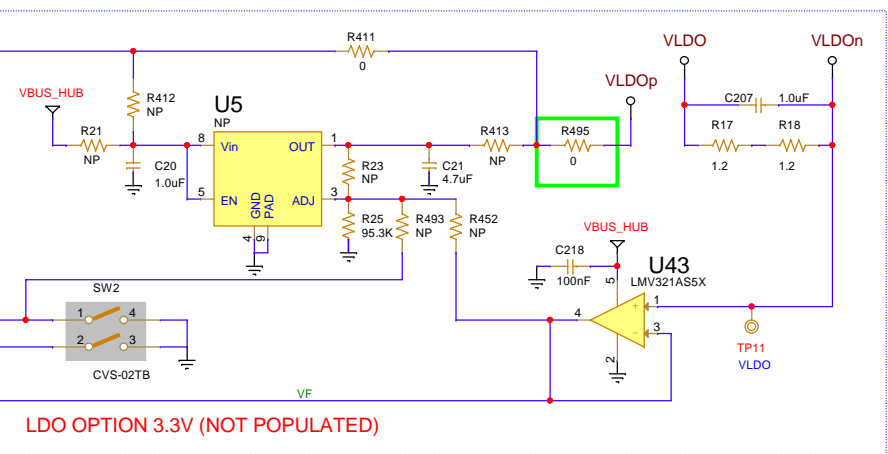 R411
0
VLDO
VLDOn
VBUS_HUB
R412
NP
U5
NP
VLDOp
C207
1.0uF
R21
NP
8
Vin
OUT
1
R413
NP
R495
0
R17
1.2
R18
1.2
C20
1.0uF
R23
NP
C21
4.7uF
5
EN
GND
PAD
ADJ
3
4
9
R25
95.3K
R493
NP
R452
NP
VBUS_HUB
C218
100nF
5
U43
LMV321AS5X
SW2
1
4
2
3
CVS-02TB
4
+
1
-
3
2
TP11
VLDO
VF
LDO OPTION 3.3V (NOT POPULATED)